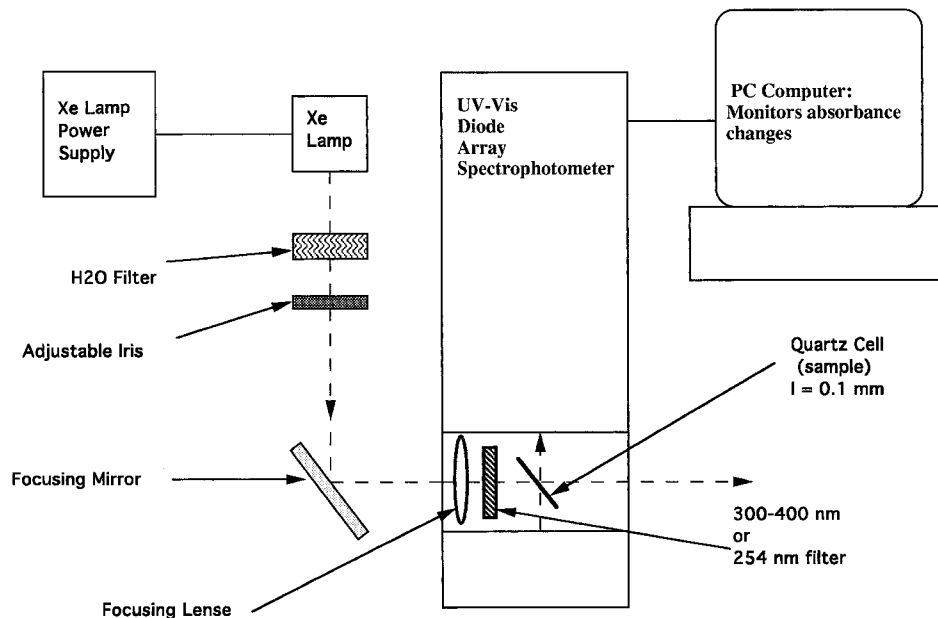 Xe Lamp
Power
Supply
Xe
Lamp
UV-Vis
Diode
Array
Spectrophotometer
PC Computer:
Monitors absorbance
changes
H2O Filter
Adjustable Iris
Quartz Cell
(sample)
l = 0.1 mm
Focusing Mirror
300-400 nm
or
254 nm filter
Focusing Lense